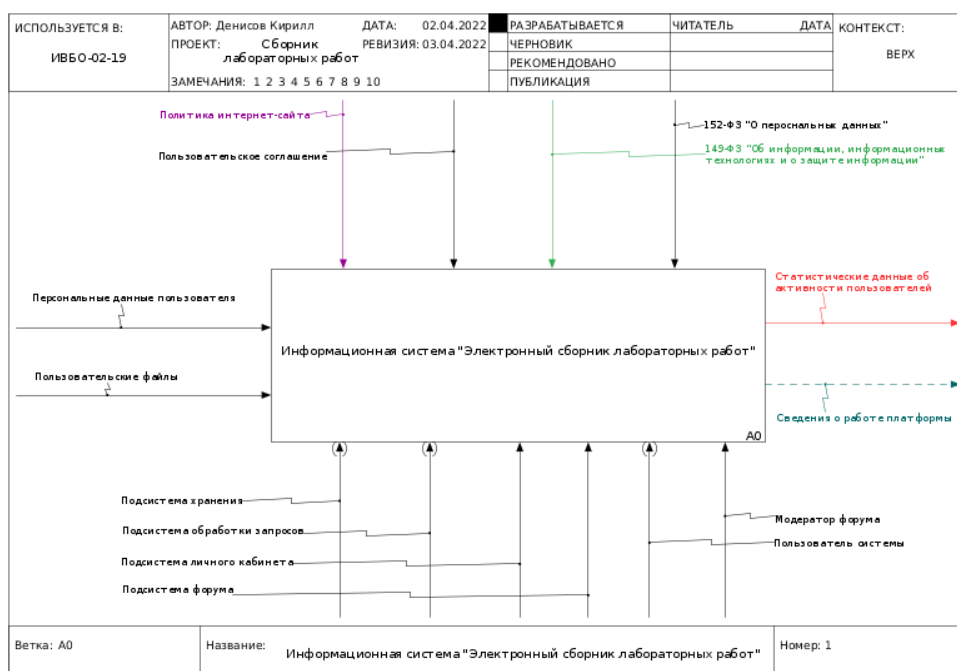 ИСПОЛЬЗУЕТСЯ В:
ИВБО-02-19
АВТОР: Денисов Кирилл
ДАТА: 02.04.2022
ПРОЕКТ: Сборник
лабораторных работ
РЕВИЗИЯ: 03.04.2022
ЗАМЕЧАНИЯ: 1 2 3 4 5 6 7 8 9 10
РАЗРАБАТЫВАЕТСЯ
ЧЕРНОВИК
РЕКОМЕНДОВАНО
ПУБЛИКАЦИЯ
ЧИТАТЕЛЬ
ДАТА
КОНТЕКСТ:
ВЕРХ
Политика интернет-сайта
Пользовательское соглашение
152-ФЗ "О пероснальных данных"
149-ФЗ "Об информации, информационных
технологиях и о защите информации"
Персональные данные пользователя
Пользовательские файлы
Информационная система "Электронный сборник лабораторных работ"
A0
Статистические данные об
активности пользователей
Сведения о работе платформы
Подсистема хранения
Подсистема обработки запросов
Подсистема личного кабинета
Подсистема форума
Модератор форума
Пользователь системы
Ветка: A0
Название:
Информационная система "Электронный сборник лабораторных работ"
Номер: 1